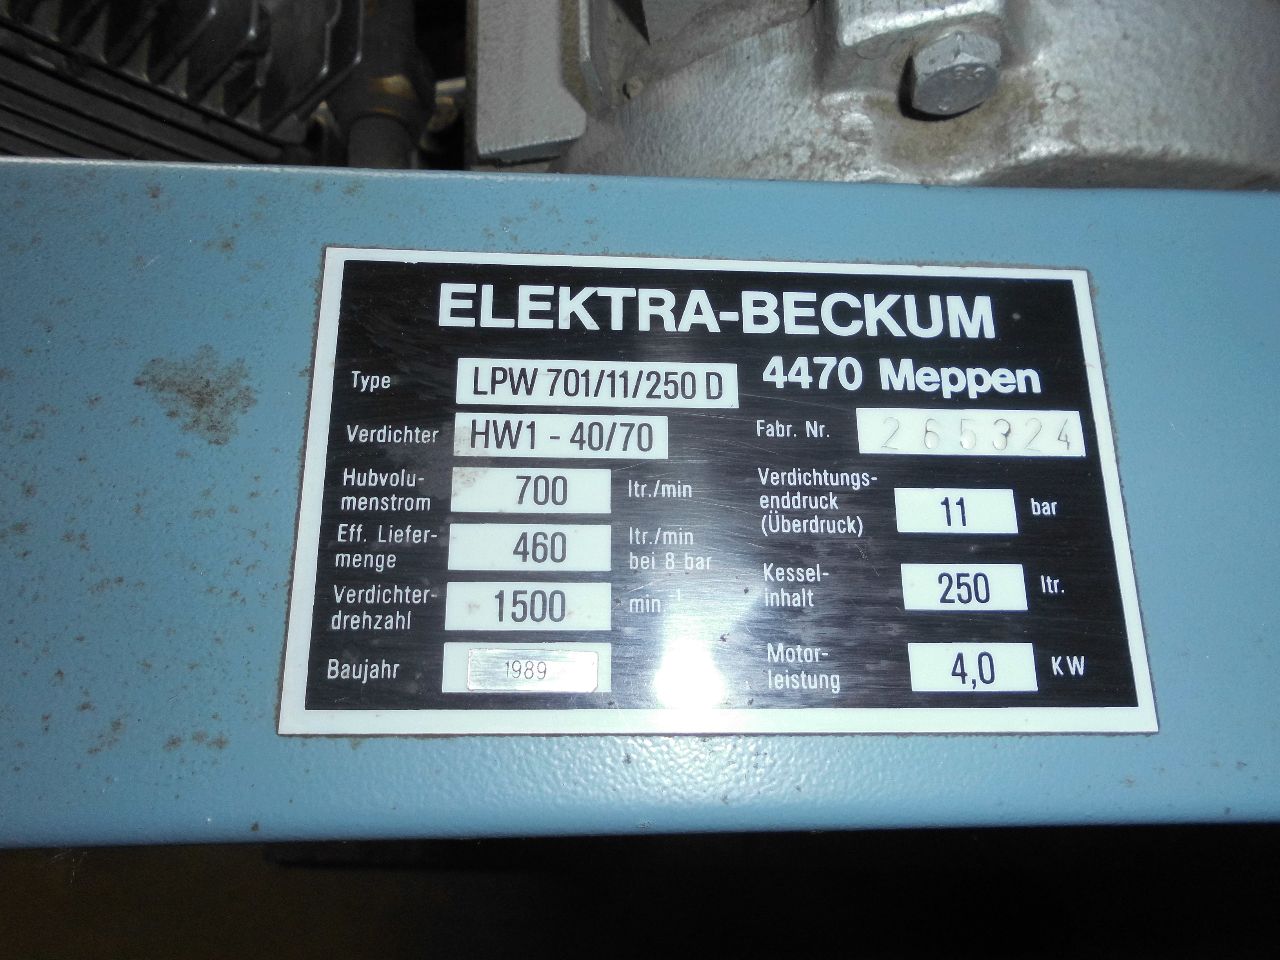 ELEKTRA-BECKUM
4470 Meppen
Type LPW 701/11/250 D
Verdichter HW1 - 40/70
Fabr. Nr. 265324
Hubvolu-
menstrom 700 ltr./min
Verdichtungs-
enddruck
(Überdruck) 11 bar
Eff. Liefer-
menge 460 ltr./min
bei 8 bar
Kessel-
inhalt 250 ltr.
Verdichter-
drehzahl 1500 min.⁻¹
Baujahr 1989
Motor-
leistung 4,0 KW